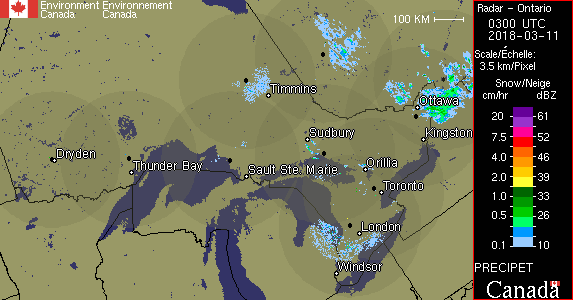 Environment Environnement
Canada Canada
100 KM
Radar - Ontario
0300 UTC
2018-03-11
Scale/Échelle:
3.5 km/Pixel
Snow/Neige
cm/hr dBZ
20 61
7.5 52
4.0 46
2.0 39
1.0 33
0.5 26
0.1 10
Timmins
Ottawa
Sudbury
Kingston
Dryden
Thunder Bay
Sault Ste. Marie
Orillia
Toronto
London
Windsor
PRECIPET
Canada